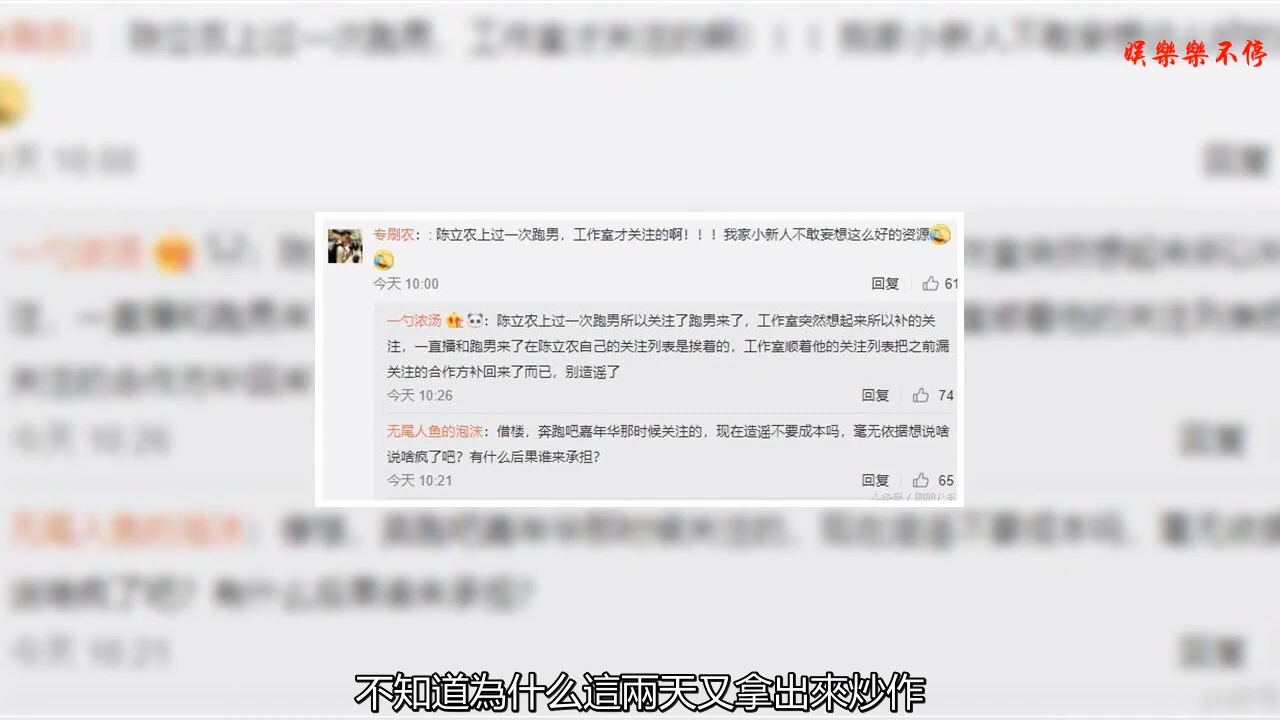 娱樂樂不停
专刷农：: 陈立农上过一次跑男，工作室才关注的啊！！！我家小新人不敢妄想这么好的资源
今天 10:00 回复 61
一勺浓汤：陈立农上过一次跑男所以关注了跑男来了，工作室突然想起来所以补的关
注，一直播和跑男来了在陈立农自己的关注列表是挨着的，工作室顺着他的关注列表把之前漏
关注的合作方补回来了而已，别造谣了
今天 10:26 回复 74
无尾人鱼的泡沫：借楼，奔跑吧嘉年华那时候关注的，现在造谣不要成本吗，毫无依据想说啥
说啥疯了吧？有什么后果谁来承担？
今天 10:21 回复 65
不知道為什么這兩天又拿出來炒作